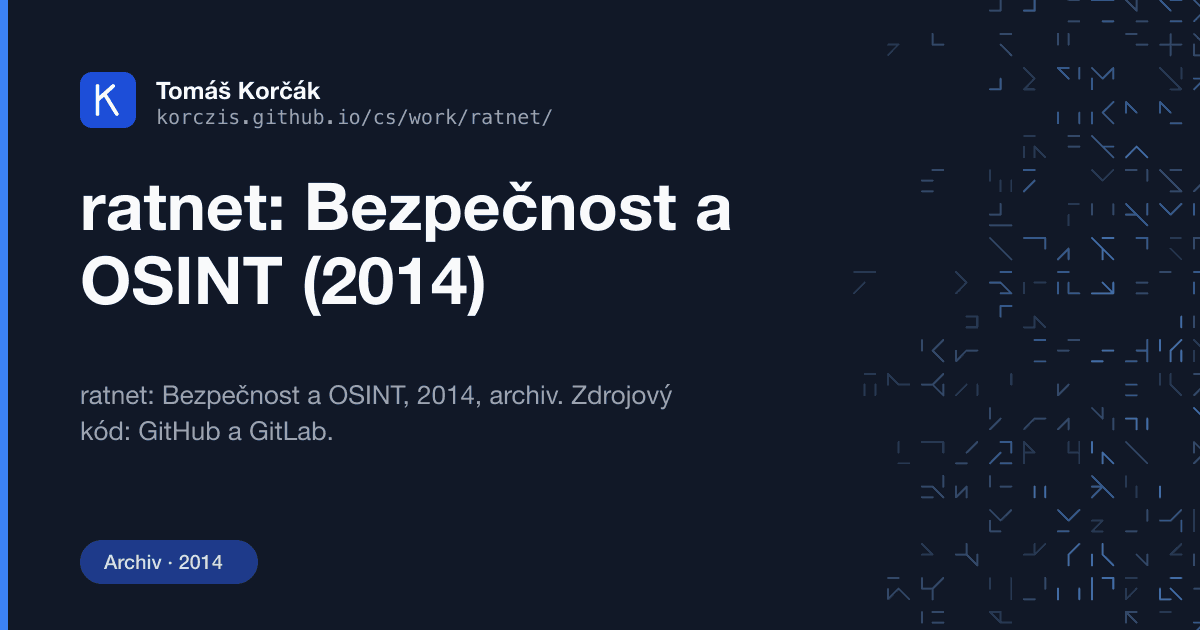 K
Tomáš Korčák
korczis.github.io/cs/work/ratnet/
ratnet: Bezpečnost a
OSINT (2014)
ratnet: Bezpečnost a OSINT, 2014, archiv. Zdrojový
kód: GitHub a GitLab.
Archiv · 2014